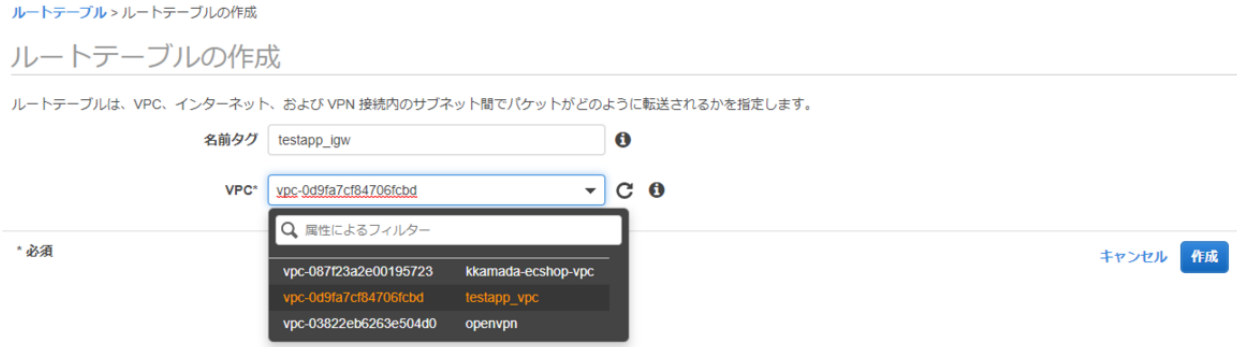 ルートテーブル > ルートテーブルの作成
ルートテーブルの作成
ルートテーブルは、VPC、インターネット、および VPN 接続内のサブネット間でパケットがどのように転送されるかを指定します。
名前タグ testapp_igw
VPC* vpc-0d9fa7cf84706fcbd
属性によるフィルター
* 必須 キャンセル 作成
vpc-087f23a2e00195723 kkamada-ecshop-vpc
vpc-0d9fa7cf84706fcbd testapp_vpc
vpc-03822eb6263e504d0 openvpn